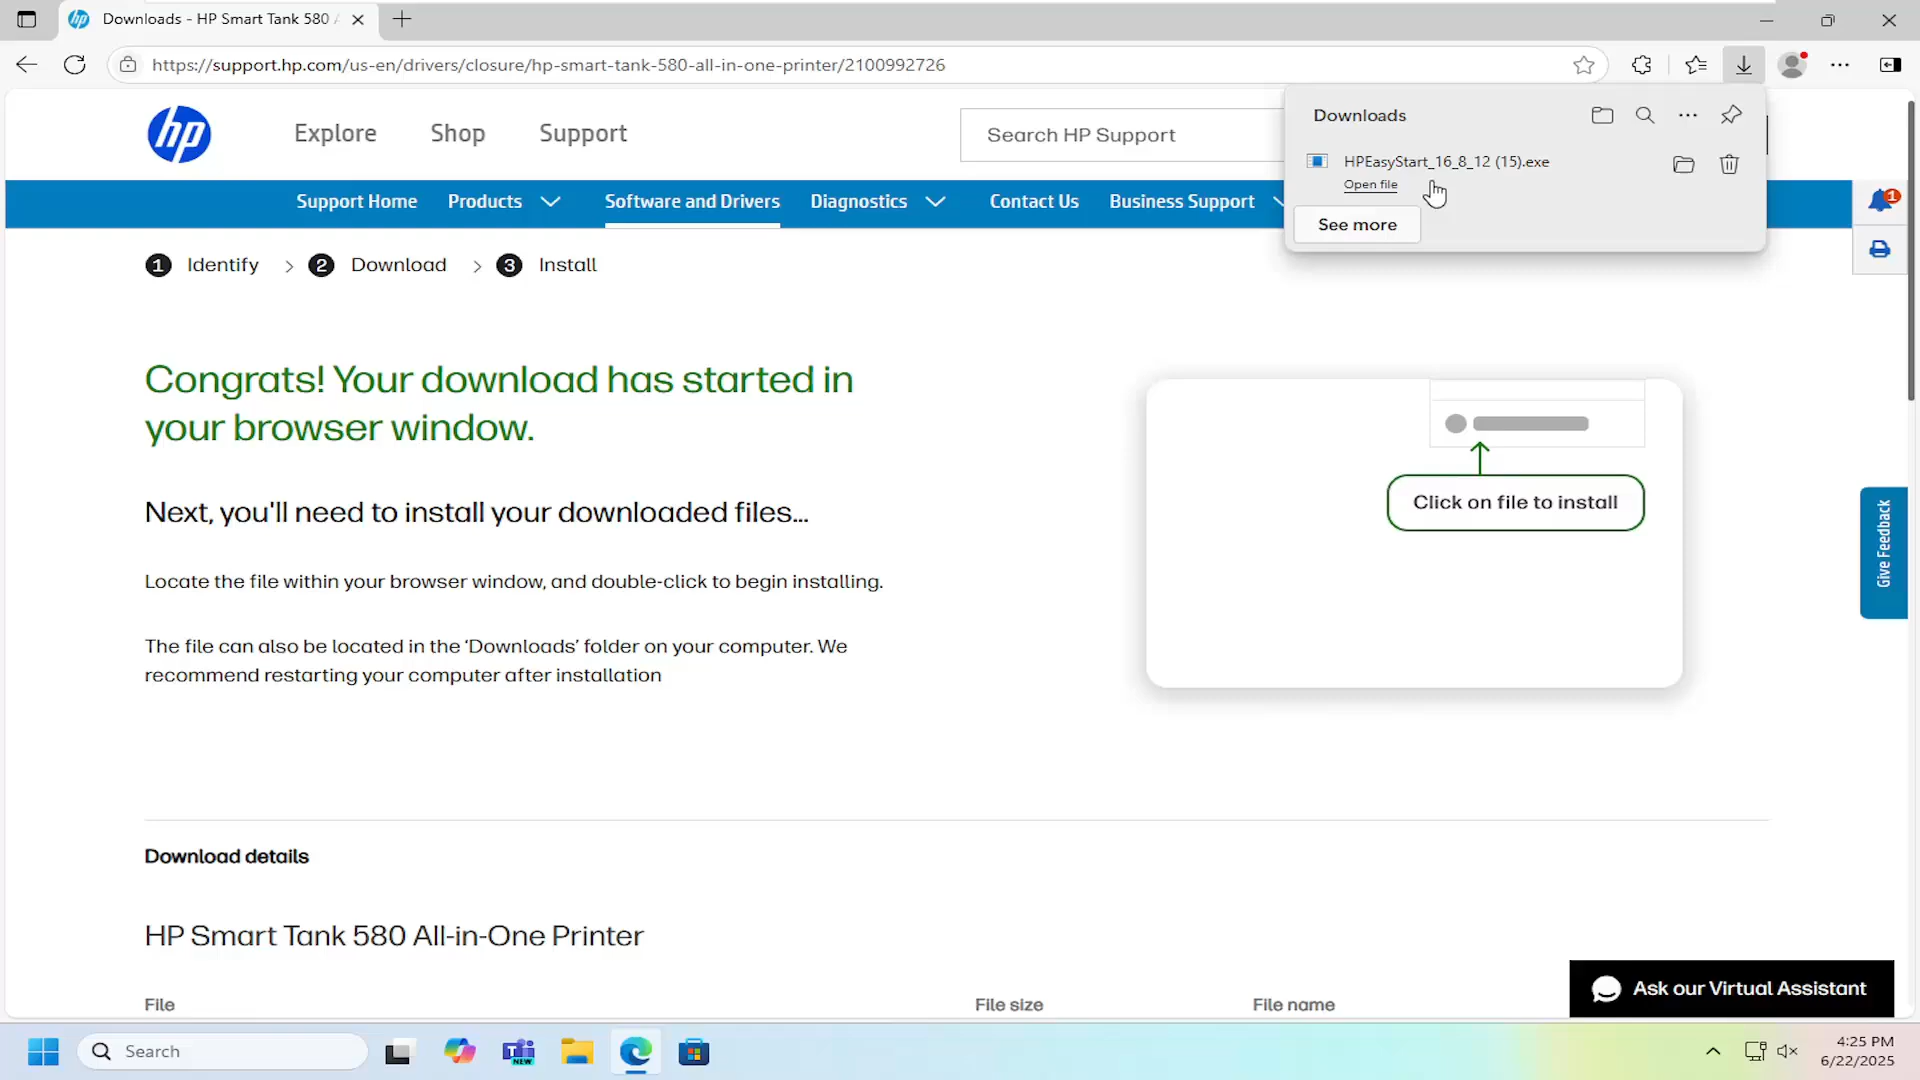 Downloads - HP Smart Tank 580
https://support.hp.com/us-en/drivers/closure/hp-smart-tank-580-all-in-one-printer/2100992726
hp
Explore
Shop
Support
Search HP Support
Downloads
HPEasyStart_16_8_12 (15).exe
Open file
See more
Support Home
Products
Software and Drivers
Diagnostics
Contact Us
Business Support
1
1 Identify
2 Download
3 Install
Congrats! Your download has started in
your browser window.
Click on file to install
Next, you'll need to install your downloaded files...
Give Feedback
Locate the file within your browser window, and double-click to begin installing.
The file can also be located in the ‘Downloads’ folder on your computer. We
recommend restarting your computer after installation
Download details
HP Smart Tank 580 All-in-One Printer
File
File size
File name
Ask our Virtual Assistant
Search
NEW
4:25 PM
6/22/2025